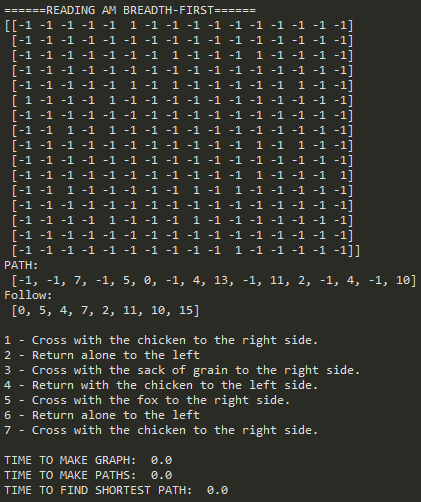 ======READING AM BREADTH-FIRST======
[[-1 -1 -1 -1 -1  1 -1 -1 -1 -1 -1 -1 -1 -1 -1 -1]
[-1 -1 -1 -1 -1 -1 -1 -1 -1 -1 -1 -1 -1 -1 -1 -1]
[-1 -1 -1 -1 -1 -1 -1  1 -1 -1 -1  1 -1 -1 -1 -1]
[-1 -1 -1 -1 -1 -1 -1 -1 -1 -1 -1 -1 -1 -1 -1 -1]
[-1 -1 -1 -1 -1  1 -1  1 -1 -1 -1 -1 -1  1 -1 -1]
[ 1 -1 -1 -1  1 -1 -1 -1 -1 -1 -1 -1 -1 -1 -1 -1]
[-1 -1 -1 -1 -1 -1 -1 -1 -1 -1 -1 -1 -1 -1 -1 -1]
[-1 -1  1 -1  1 -1 -1 -1 -1 -1 -1 -1 -1 -1 -1 -1]
[-1 -1 -1 -1 -1 -1 -1 -1 -1 -1 -1  1 -1  1 -1 -1]
[-1 -1 -1 -1 -1 -1 -1 -1 -1 -1 -1 -1 -1 -1 -1 -1]
[-1 -1 -1 -1 -1 -1 -1 -1 -1 -1 -1  1 -1 -1 -1  1]
[-1 -1  1 -1 -1 -1 -1 -1  1 -1  1 -1 -1 -1 -1 -1]
[-1 -1 -1 -1 -1 -1 -1 -1 -1 -1 -1 -1 -1 -1 -1 -1]
[-1 -1 -1 -1  1 -1 -1 -1  1 -1 -1 -1 -1 -1 -1 -1]
[-1 -1 -1 -1 -1 -1 -1 -1 -1 -1 -1 -1 -1 -1 -1 -1]
[-1 -1 -1 -1 -1 -1 -1 -1 -1 -1  1 -1 -1 -1 -1 -1]]
PATH:
[-1, -1, 7, -1, 5, 0, -1, 4, 13, -1, 11, 2, -1, 4, -1, 10]
Follow:
[0, 5, 4, 7, 2, 11, 10, 15]
1 - Cross with the chicken to the right side.
2 - Return alone to the left
3 - Cross with the sack of grain to the right side.
4 - Return with the chicken to the left side.
5 - Cross with the fox to the right side.
6 - Return alone to the left
7 - Cross with the chicken to the right side.
TIME TO MAKE GRAPH:  0.0
TIME TO MAKE PATHS:  0.0
TIME TO FIND SHORTEST PATH:  0.0